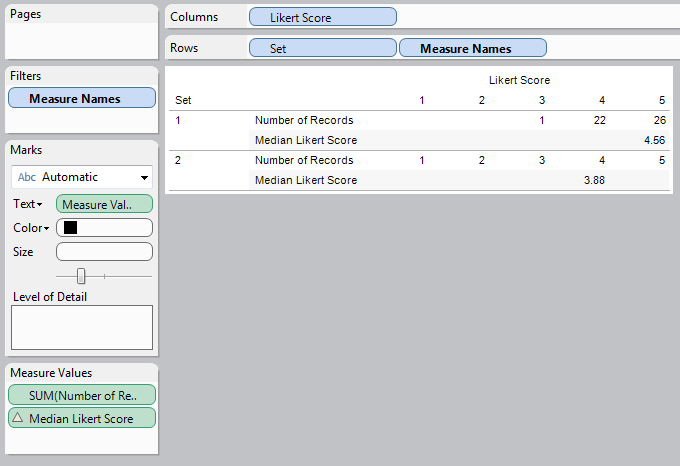 Pages
Columns Likert Score
Rows Set Measure Names
Filters
Measure Names
Marks
Abc Automatic
Text Measure Val..
Color
Size
Level of Detail
Measure Values
SUM(Number of Re..
Median Likert Score
Likert Score
Set 1 2 3 4 5
1 Number of Records 1 22 26
Median Likert Score 4.56
2 Number of Records 1 2 3 4 5
Median Likert Score 3.88